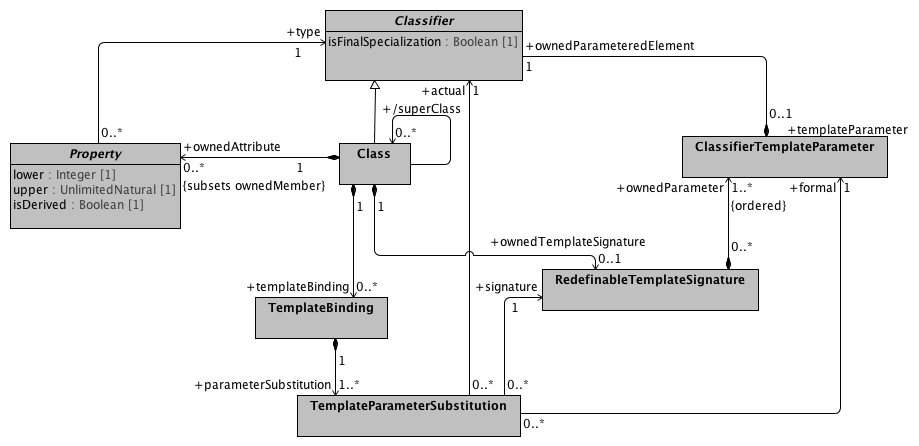 Classifier
+type
isFinalSpecialization : Boolean [1]
+ownedParameteredElement
1
1
+actual
1
+/superClass
0..1
0..*
0..*
+templateParameter
Property
+ownedAttribute
Class
ClassifierTemplateParameter
0..*
1
lower : Integer [1]
{subsets ownedMember}
+ownedParameter
1..*
+formal
1
upper : UnlimitedNatural [1]
isDerived : Boolean [1]
1
1
{ordered}
+ownedTemplateSignature
0..*
0..1
+templateBinding
0..*
+signature
RedefinableTemplateSignature
TemplateBinding
1
1
+parameterSubstitution
1..*
0..*
0..*
TemplateParameterSubstitution
0..*